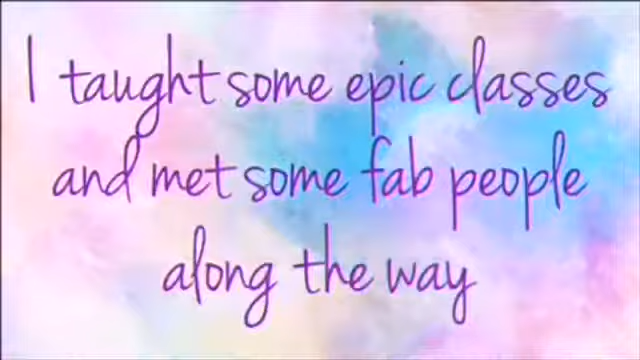 I taught some epic classes
and met some fab people
along the way